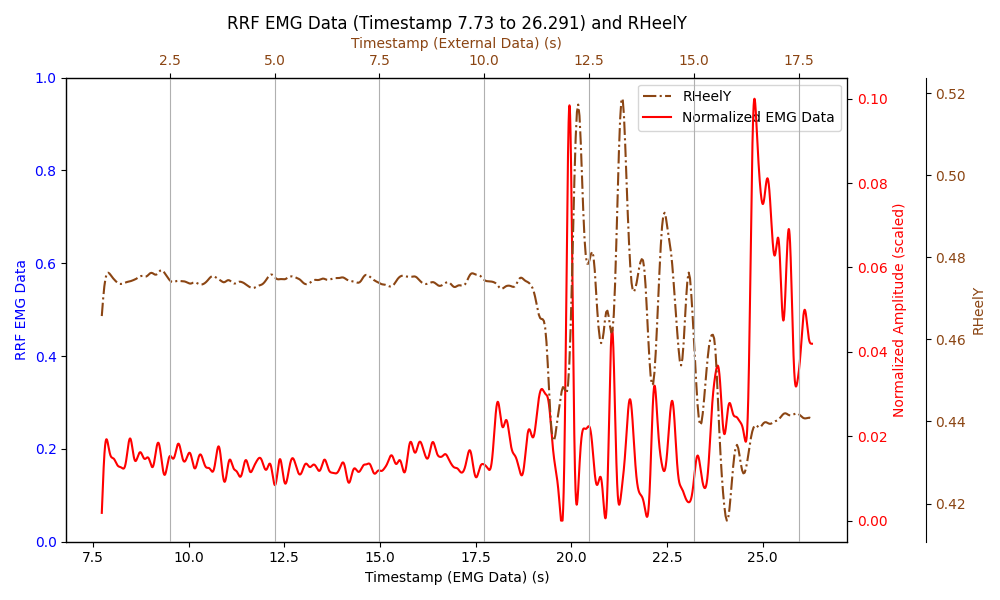 RRF EMG Data (Timestamp 7.73 to 26.291) and RHeelY
Timestamp (External Data) (s)
2.5 5.0 7.5 10.0 12.5 15.0 17.5
RHeelY
Normalized EMG Data
1.0
0.8
0.6
0.4
0.2
0.0
RRF EMG Data
0.10
0.08
0.06
0.04
0.02
0.00
Normalized Amplitude (scaled)
0.52
0.50
0.48
0.46
0.44
0.42
RHeelY
7.5 10.0 12.5 15.0 17.5 20.0 22.5 25.0
Timestamp (EMG Data) (s)